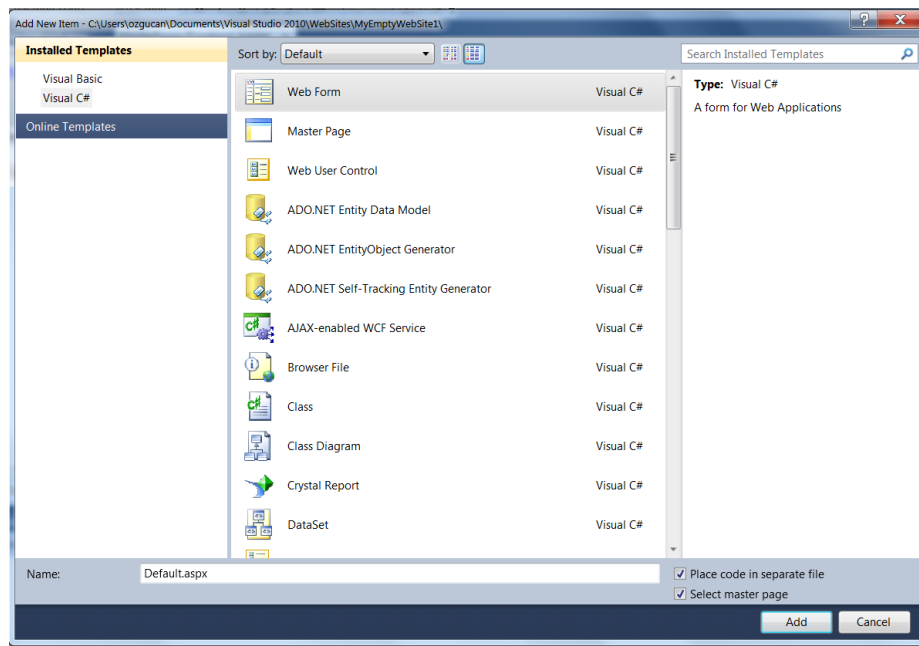 Add New Item - C:\Users\ozgucan\Documents\Visual Studio 2010\WebSites\MyEmptyWebSite1\
Installed Templates
Sort by: Default
Search Installed Templates
Visual Basic
Visual C#
Online Templates
Web Form Visual C#
Master Page Visual C#
Web User Control Visual C#
ADO.NET Entity Data Model Visual C#
ADO.NET EntityObject Generator Visual C#
ADO.NET Self-Tracking Entity Generator Visual C#
AJAX-enabled WCF Service Visual C#
Browser File Visual C#
Class Visual C#
Class Diagram Visual C#
Crystal Report Visual C#
DataSet Visual C#
Type: Visual C#
A form for Web Applications
Name: Default.aspx
Place code in separate file
Select master page
Add Cancel